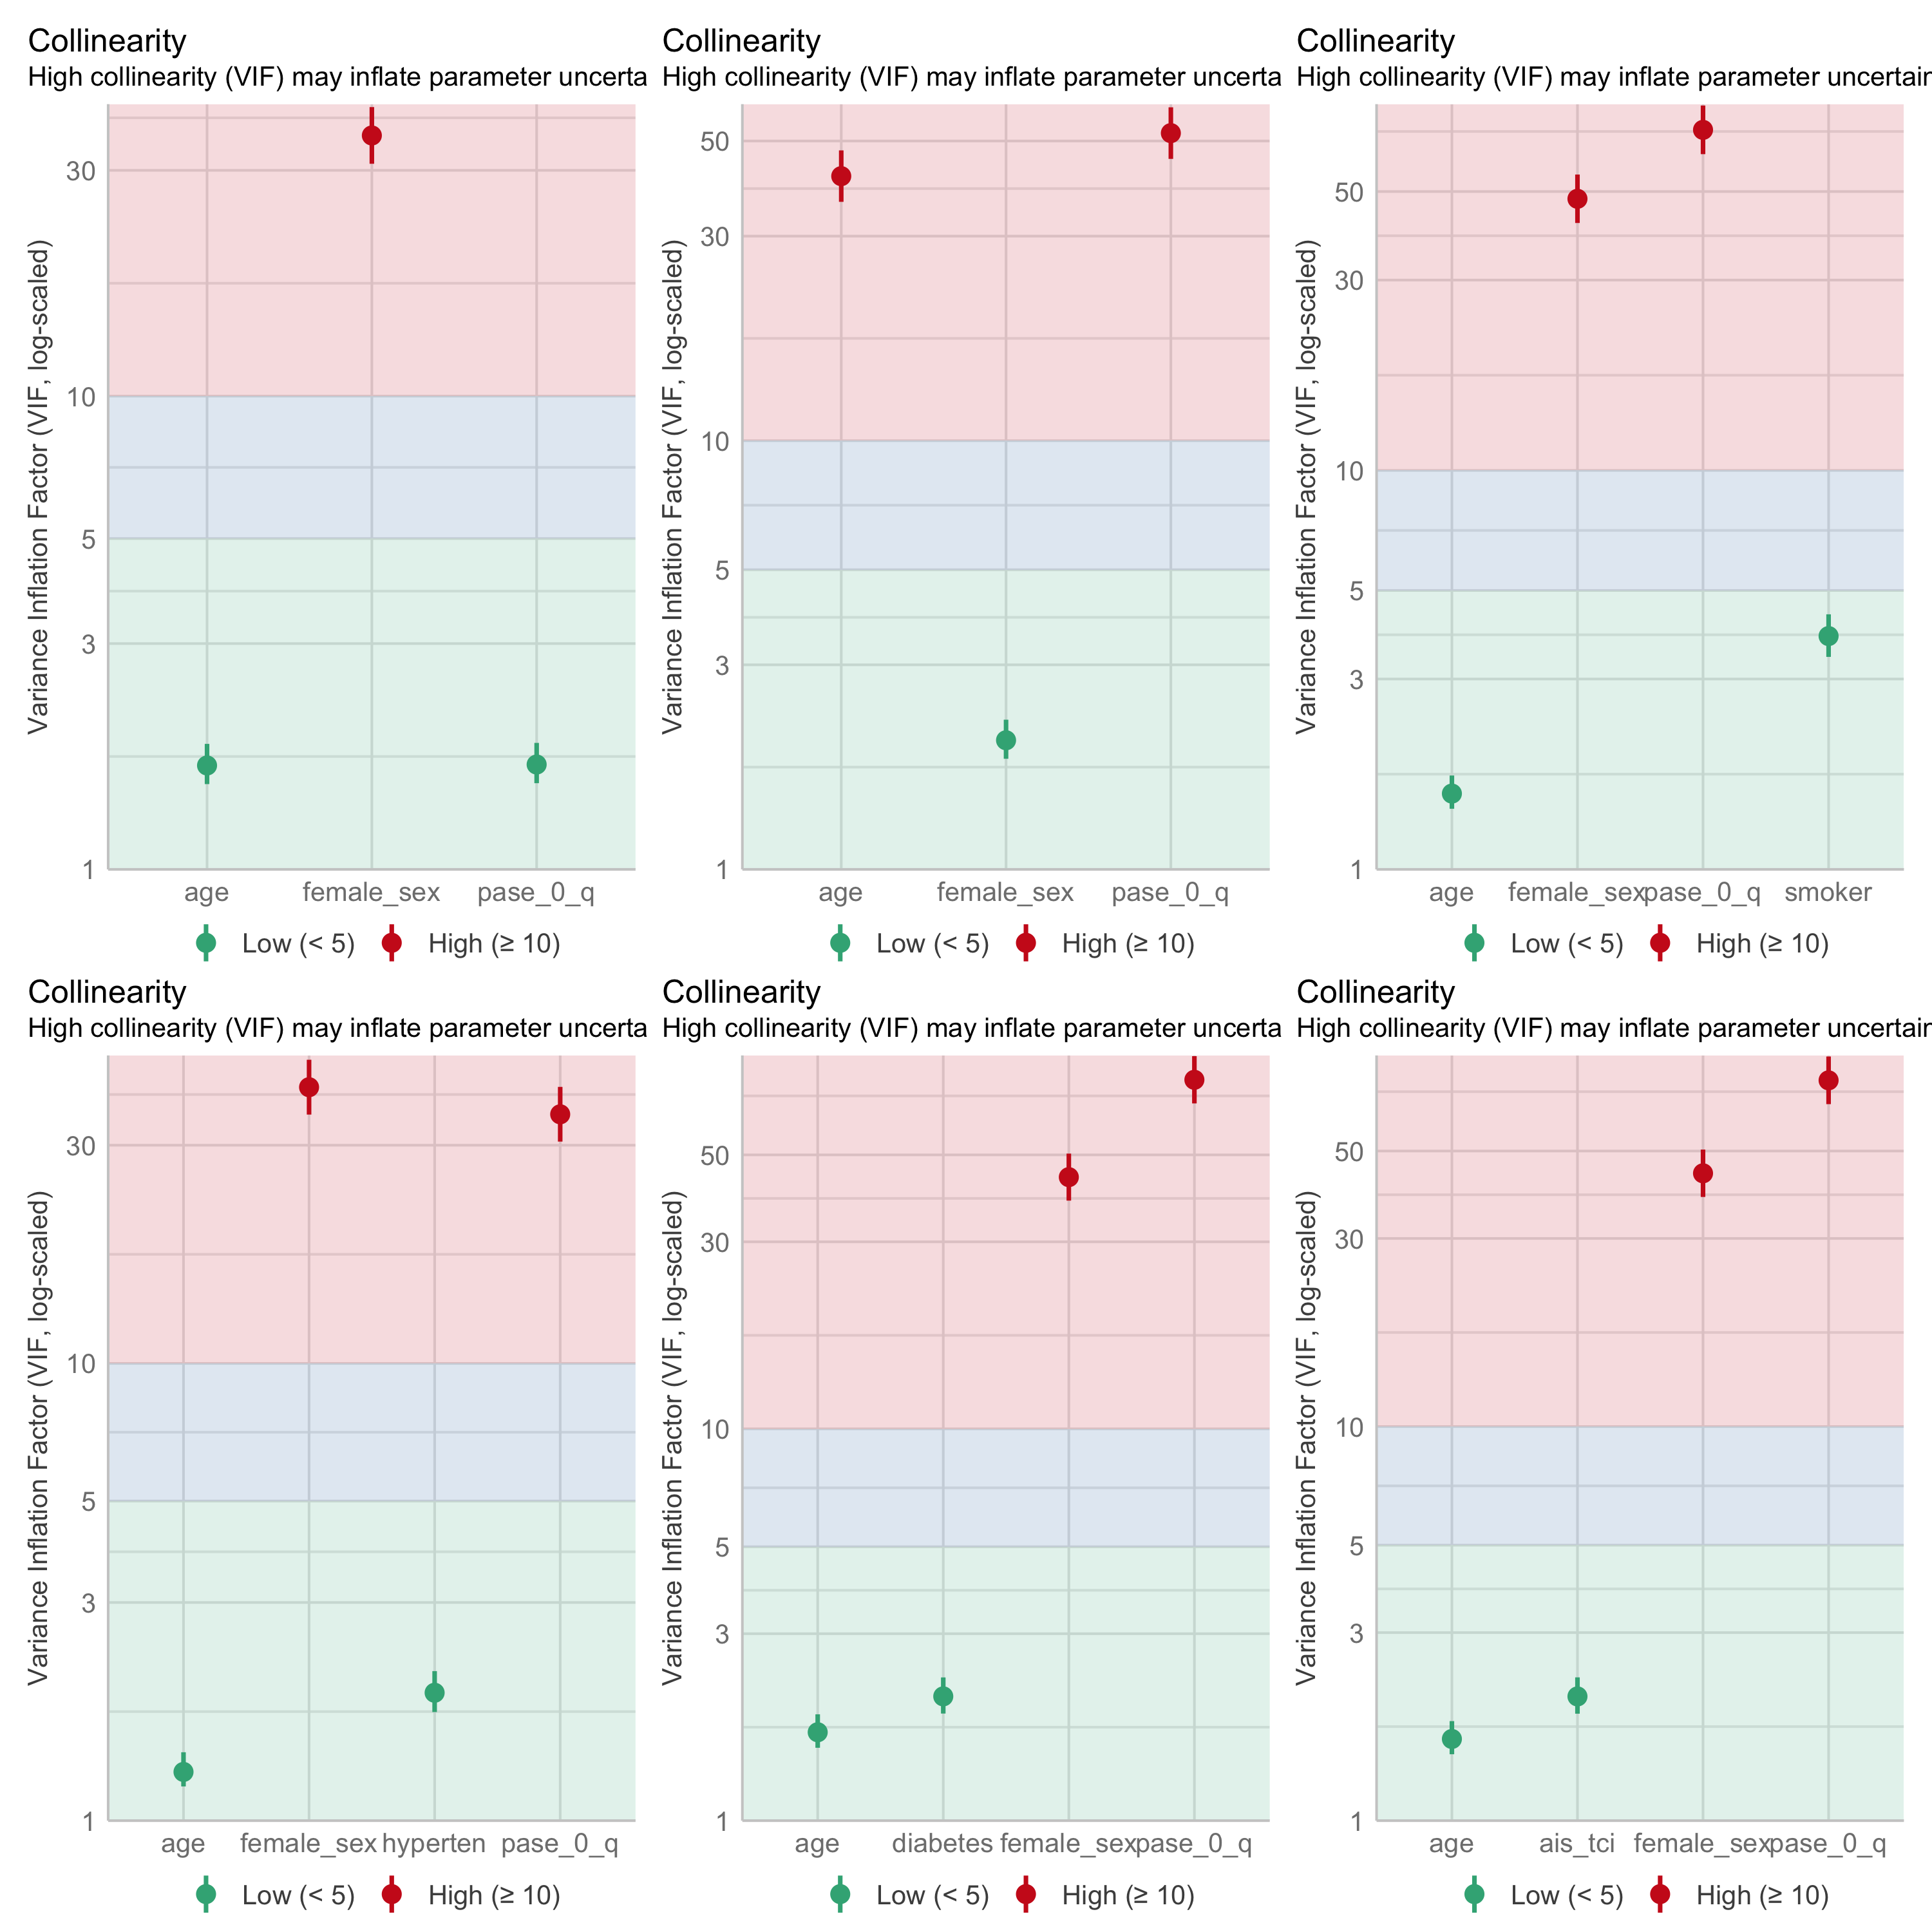 Collinearity
High collinearity (VIF) may inflate parameter uncerta
Variance Inflation Factor (VIF, log-scaled)
30
10
5
3
1
age female_sex pase_0_q
Low (< 5) High (≥ 10)
Collinearity
High collinearity (VIF) may inflate parameter uncerta
Variance Inflation Factor (VIF, log-scaled)
50
30
10
5
3
1
age female_sex pase_0_q
Low (< 5) High (≥ 10)
Collinearity
High collinearity (VIF) may inflate parameter uncertain
Variance Inflation Factor (VIF, log-scaled)
50
30
10
5
3
1
age female_sex pase_0_q smoker
Low (< 5) High (≥ 10)
Collinearity
High collinearity (VIF) may inflate parameter uncerta
Variance Inflation Factor (VIF, log-scaled)
30
10
5
3
1
age female_sex hyperten pase_0_q
Low (< 5) High (≥ 10)
Collinearity
High collinearity (VIF) may inflate parameter uncerta
Variance Inflation Factor (VIF, log-scaled)
50
30
10
5
3
1
age diabetes female_sex pase_0_q
Low (< 5) High (≥ 10)
Collinearity
High collinearity (VIF) may inflate parameter uncertain
Variance Inflation Factor (VIF, log-scaled)
50
30
10
5
3
1
age ais_tci female_sex pase_0_q
Low (< 5) High (≥ 10)